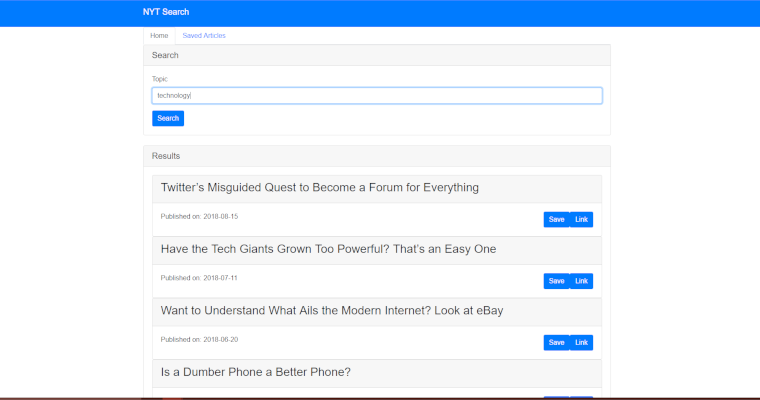 NYT Search
Home Saved Articles
Search
Topic
technology
Search
Results
Twitter's Misguided Quest to Become a Forum for Everything
Published on: 2018-08-15 Save Link
Have the Tech Giants Grown Too Powerful? That's an Easy One
Published on: 2018-07-11 Save Link
Want to Understand What Ails the Modern Internet? Look at eBay
Published on: 2018-06-20 Save Link
Is a Dumber Phone a Better Phone?